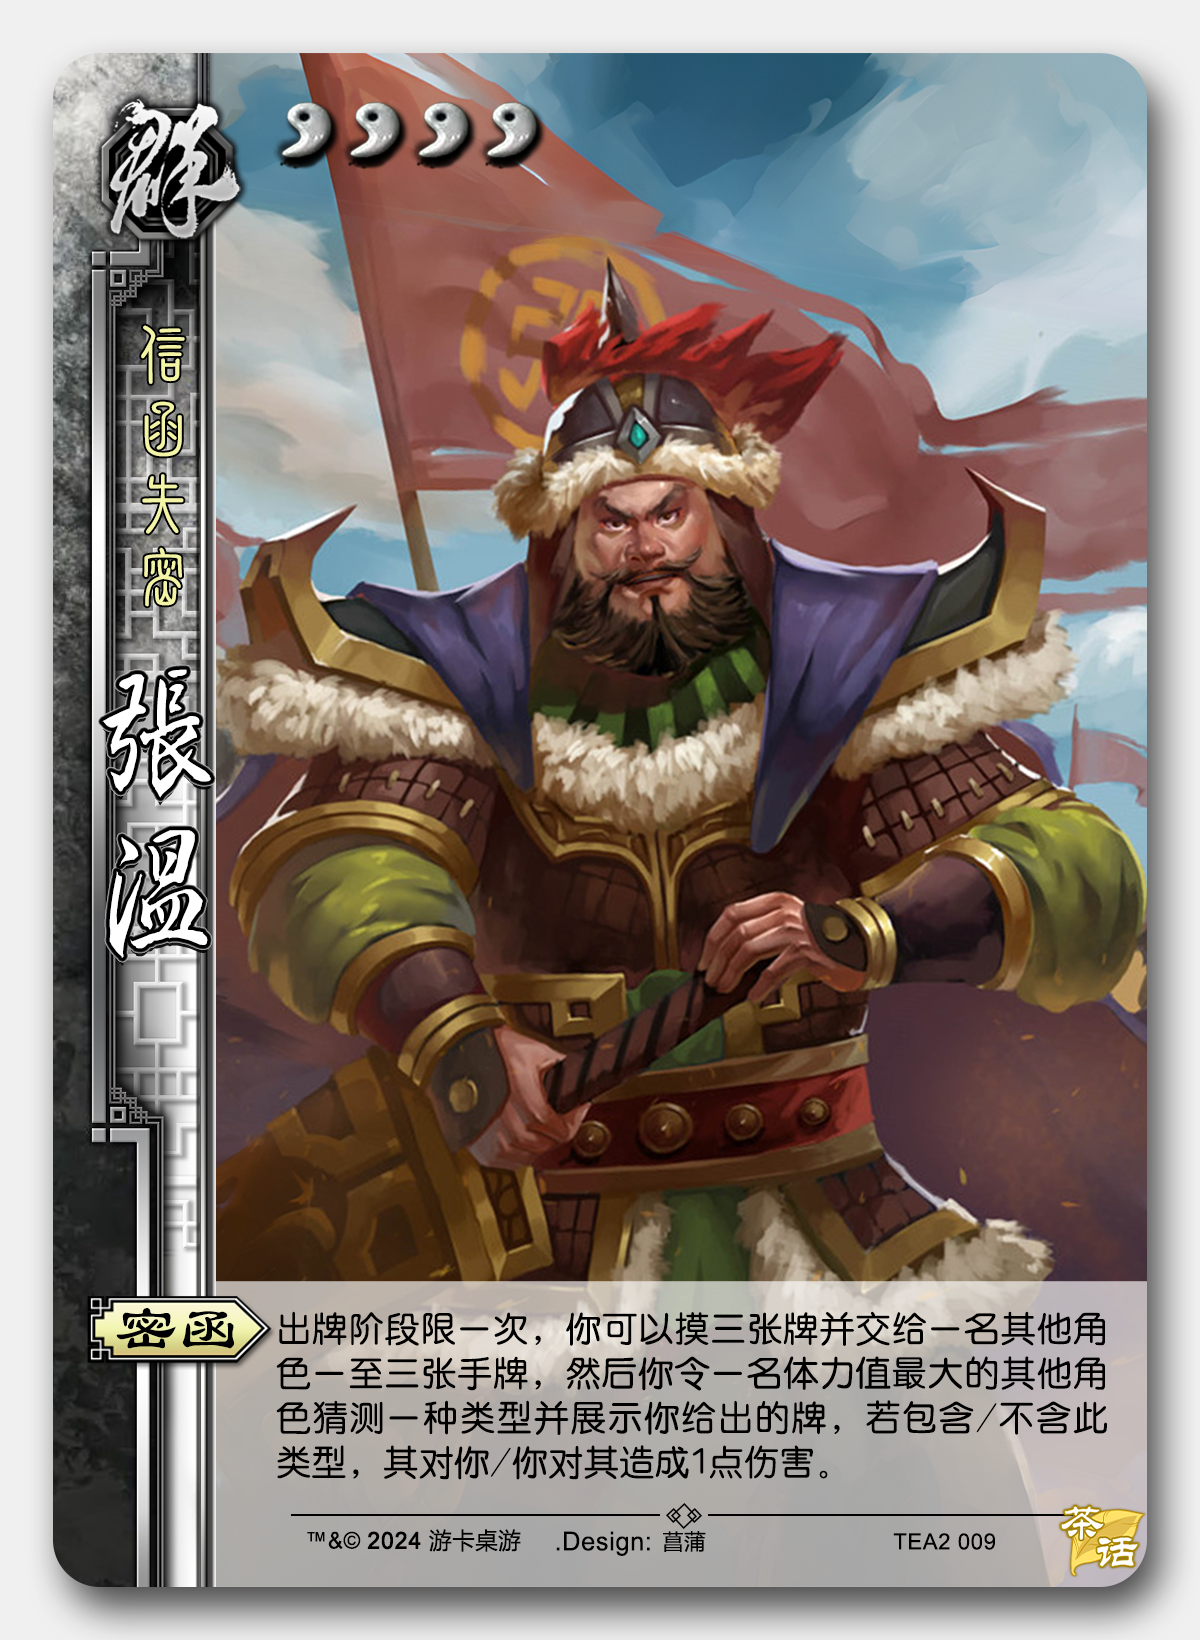 群
信函失密
張溫
密函
出牌阶段限一次，你可以摸三张牌并交给一名其他角
色一至三张手牌，然后你令一名体力值最大的其他角
色猜测一种类型并展示你给出的牌，若包含/不含此
类型，其对你/你对其造成1点伤害。
™&© 2024 游卡桌游 .Design: 菖蒲 TEA2 009
茶话